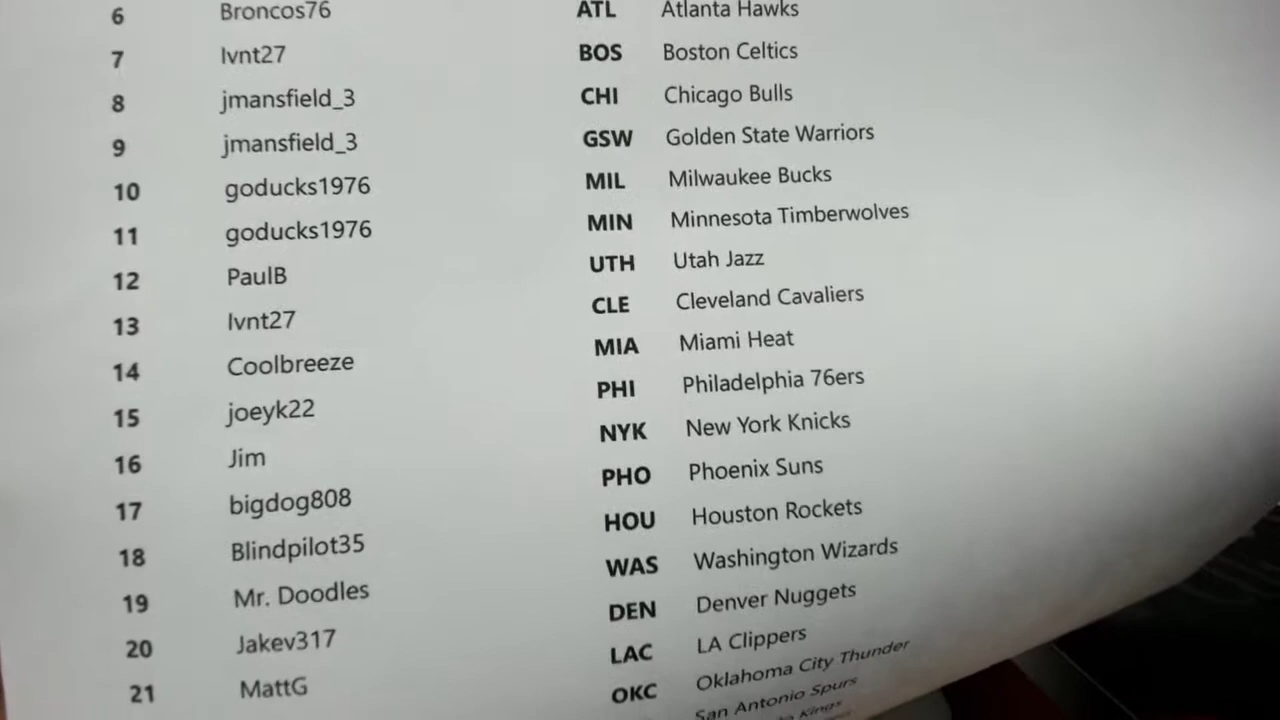 6 Broncos76 ATL Atlanta Hawks
7 lvnt27 BOS Boston Celtics
8 jmansfield_3 CHI Chicago Bulls
9 jmansfield_3 GSW Golden State Warriors
10 goducks1976 MIL Milwaukee Bucks
11 goducks1976 MIN Minnesota Timberwolves
12 PaulB UTH Utah Jazz
13 lvnt27 CLE Cleveland Cavaliers
14 Coolbreeze MIA Miami Heat
15 joeyk22 PHI Philadelphia 76ers
16 Jim NYK New York Knicks
17 bigdog808 PHO Phoenix Suns
18 Blindpilot35 HOU Houston Rockets
19 Mr. Doodles WAS Washington Wizards
20 Jakev317 DEN Denver Nuggets
21 MattG LAC LA Clippers
OKC Oklahoma City Thunder
San Antonio Spurs
Kings